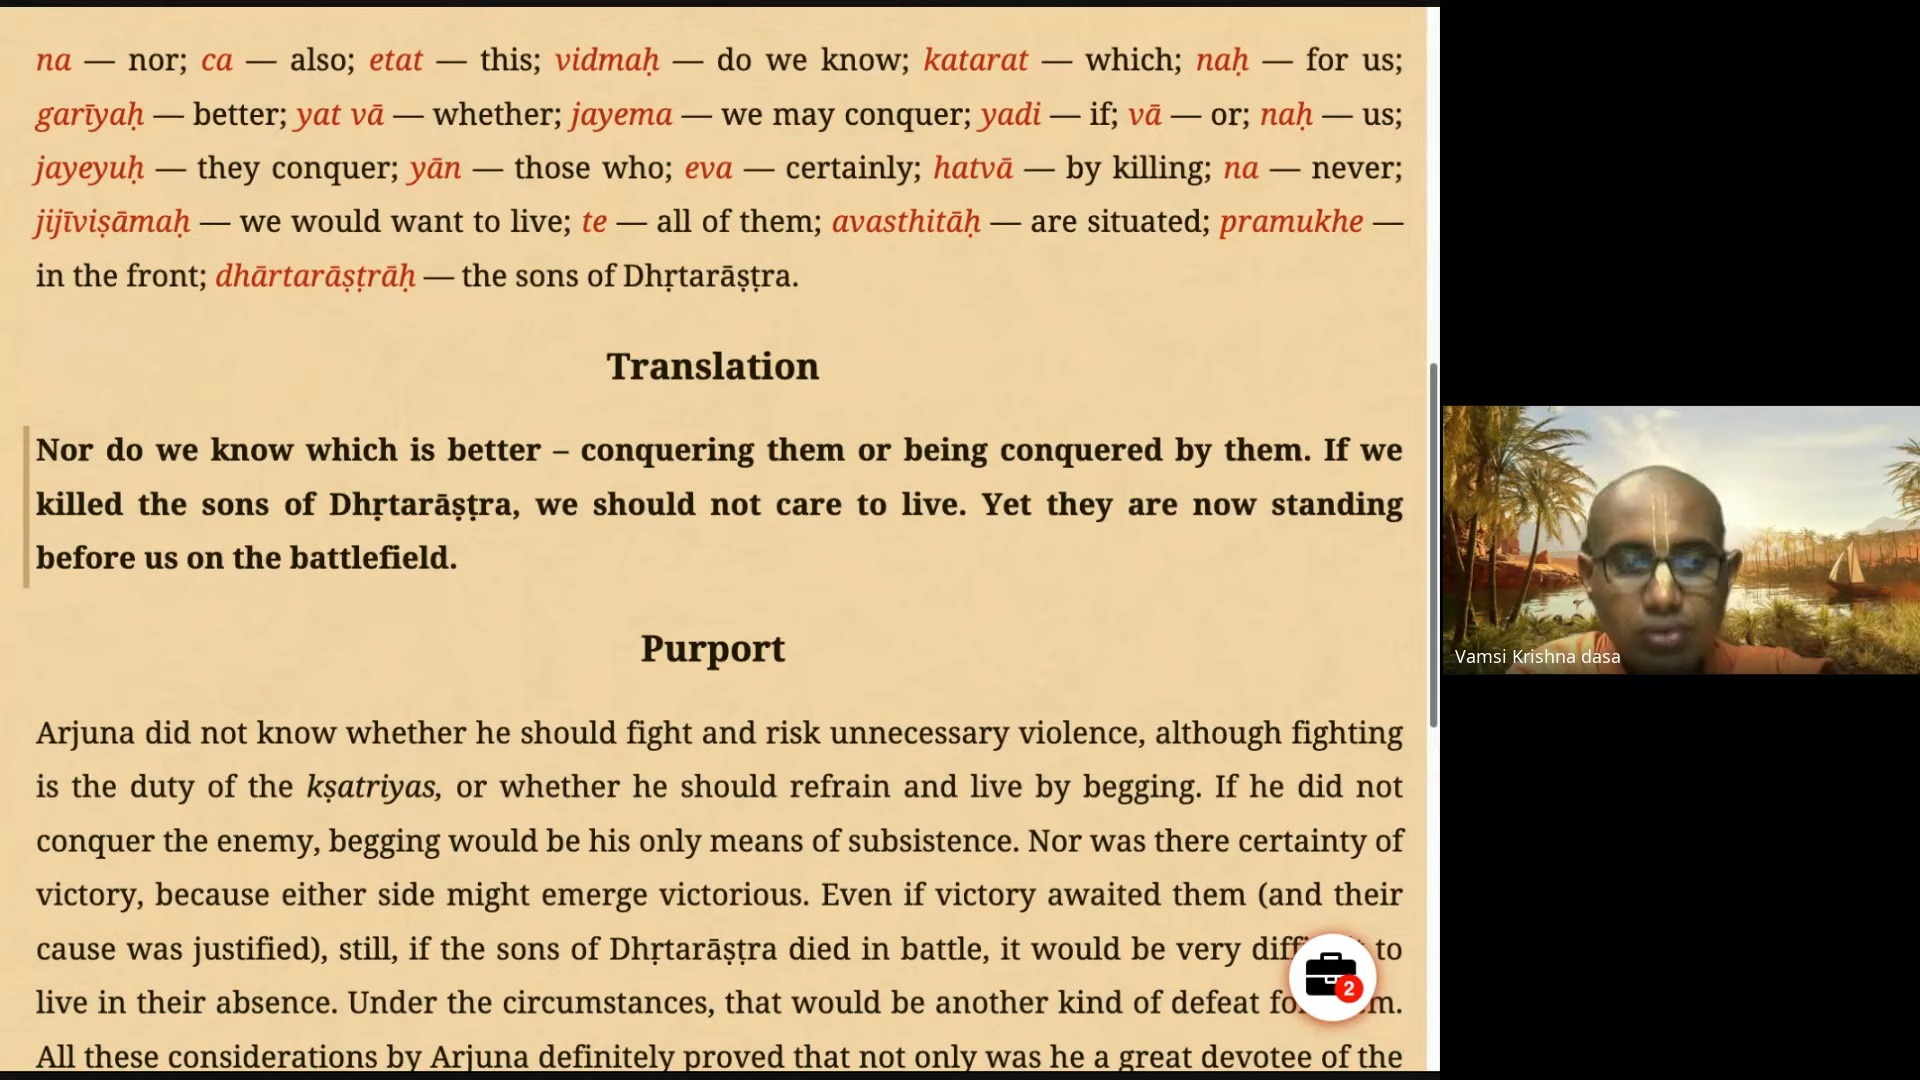 na — nor; ca — also; etat — this; vidmaḥ — do we know; katarat — which; naḥ — for us;
garīyaḥ — better; yat vā — whether; jayema — we may conquer; yadi — if; vā — or; naḥ — us;
jayeyuḥ — they conquer; yān — those who; eva — certainly; hatvā — by killing; na — never;
jijīviṣāmaḥ — we would want to live; te — all of them; avasthitāḥ — are situated; pramukhe —
in the front; dhārtarāṣṭrāḥ — the sons of Dhṛtarāṣṭra.
Translation
Nor do we know which is better – conquering them or being conquered by them. If we
killed the sons of Dhṛtarāṣṭra, we should not care to live. Yet they are now standing
before us on the battlefield.
Purport
Arjuna did not know whether he should fight and risk unnecessary violence, although fighting
is the duty of the kṣatriyas, or whether he should refrain and live by begging. If he did not
conquer the enemy, begging would be his only means of subsistence. Nor was there certainty of
victory, because either side might emerge victorious. Even if victory awaited them (and their
cause was justified), still, if the sons of Dhṛtarāṣṭra died in battle, it would be very to
live in their absence. Under the circumstances, that would be another kind of defeat
All these considerations by Arjuna definitely proved that not only was he a great devotee of the
2
Vamsi Krishna dasa